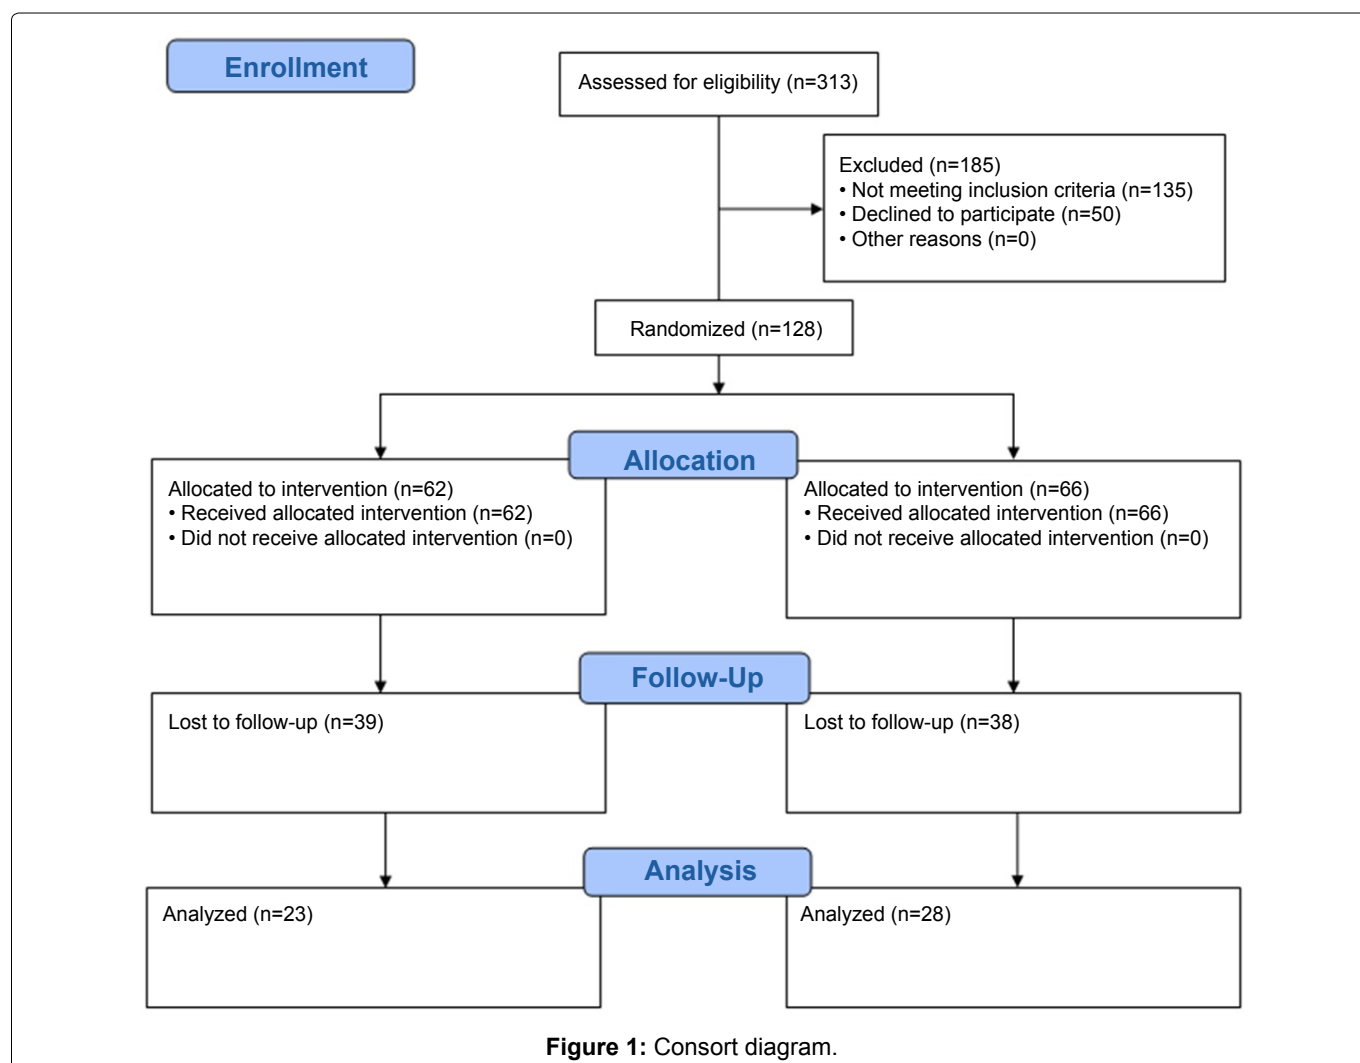 Enrollment
Assessed for eligibility (n=313)
Excluded (n=185)
• Not meeting inclusion criteria (n=135)
• Declined to participate (n=50)
• Other reasons (n=0)
Randomized (n=128)
Allocation
Allocated to intervention (n=62)
• Received allocated intervention (n=62)
• Did not receive allocated intervention (n=0)
Allocated to intervention (n=66)
• Received allocated intervention (n=66)
• Did not receive allocated intervention (n=0)
Follow-Up
Lost to follow-up (n=39)
Lost to follow-up (n=38)
Analysis
Analyzed (n=23)
Analyzed (n=28)
Figure 1: Consort diagram.